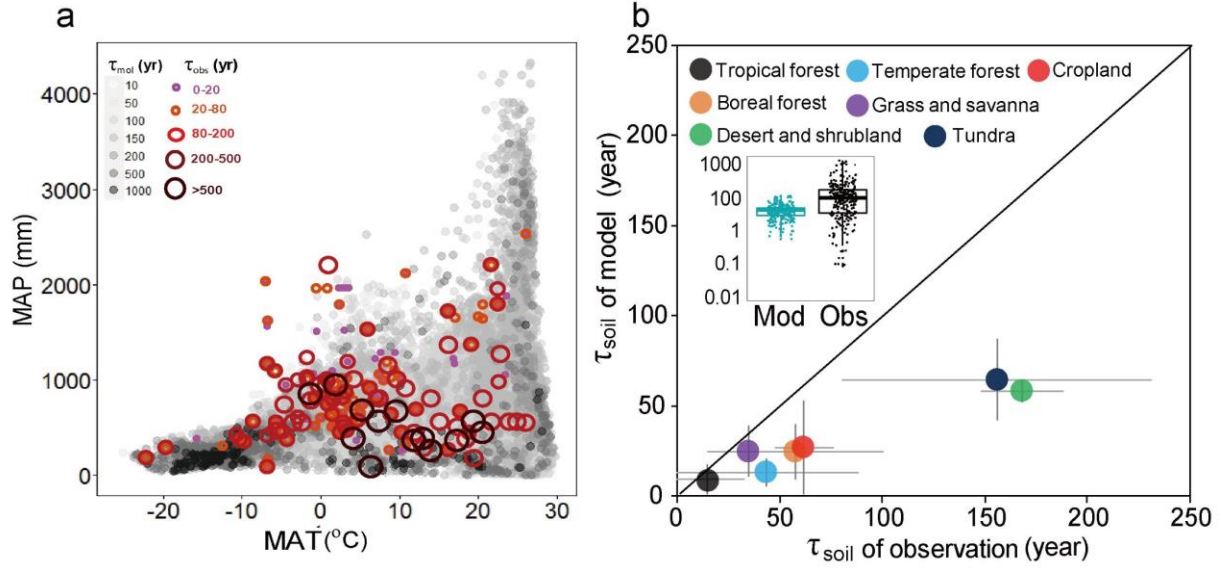 a
τmol (yr)
10
50
100
150
200
500
1000
τobs (yr)
0-20
20-80
80-200
200-500
>500
4000
3000
2000
1000
0
MAP (mm)
-20
-10
0
10
20
30
MAT (°C)
b
250
200
150
100
50
0
τsoil of model (year)
Tropical forest
Temperate forest
Cropland
Boreal forest
Grass and savanna
Desert and shrubland
Tundra
1000
100
1
0.1
0.01
Mod
Obs
0
50
100
150
200
250
τsoil of observation (year)